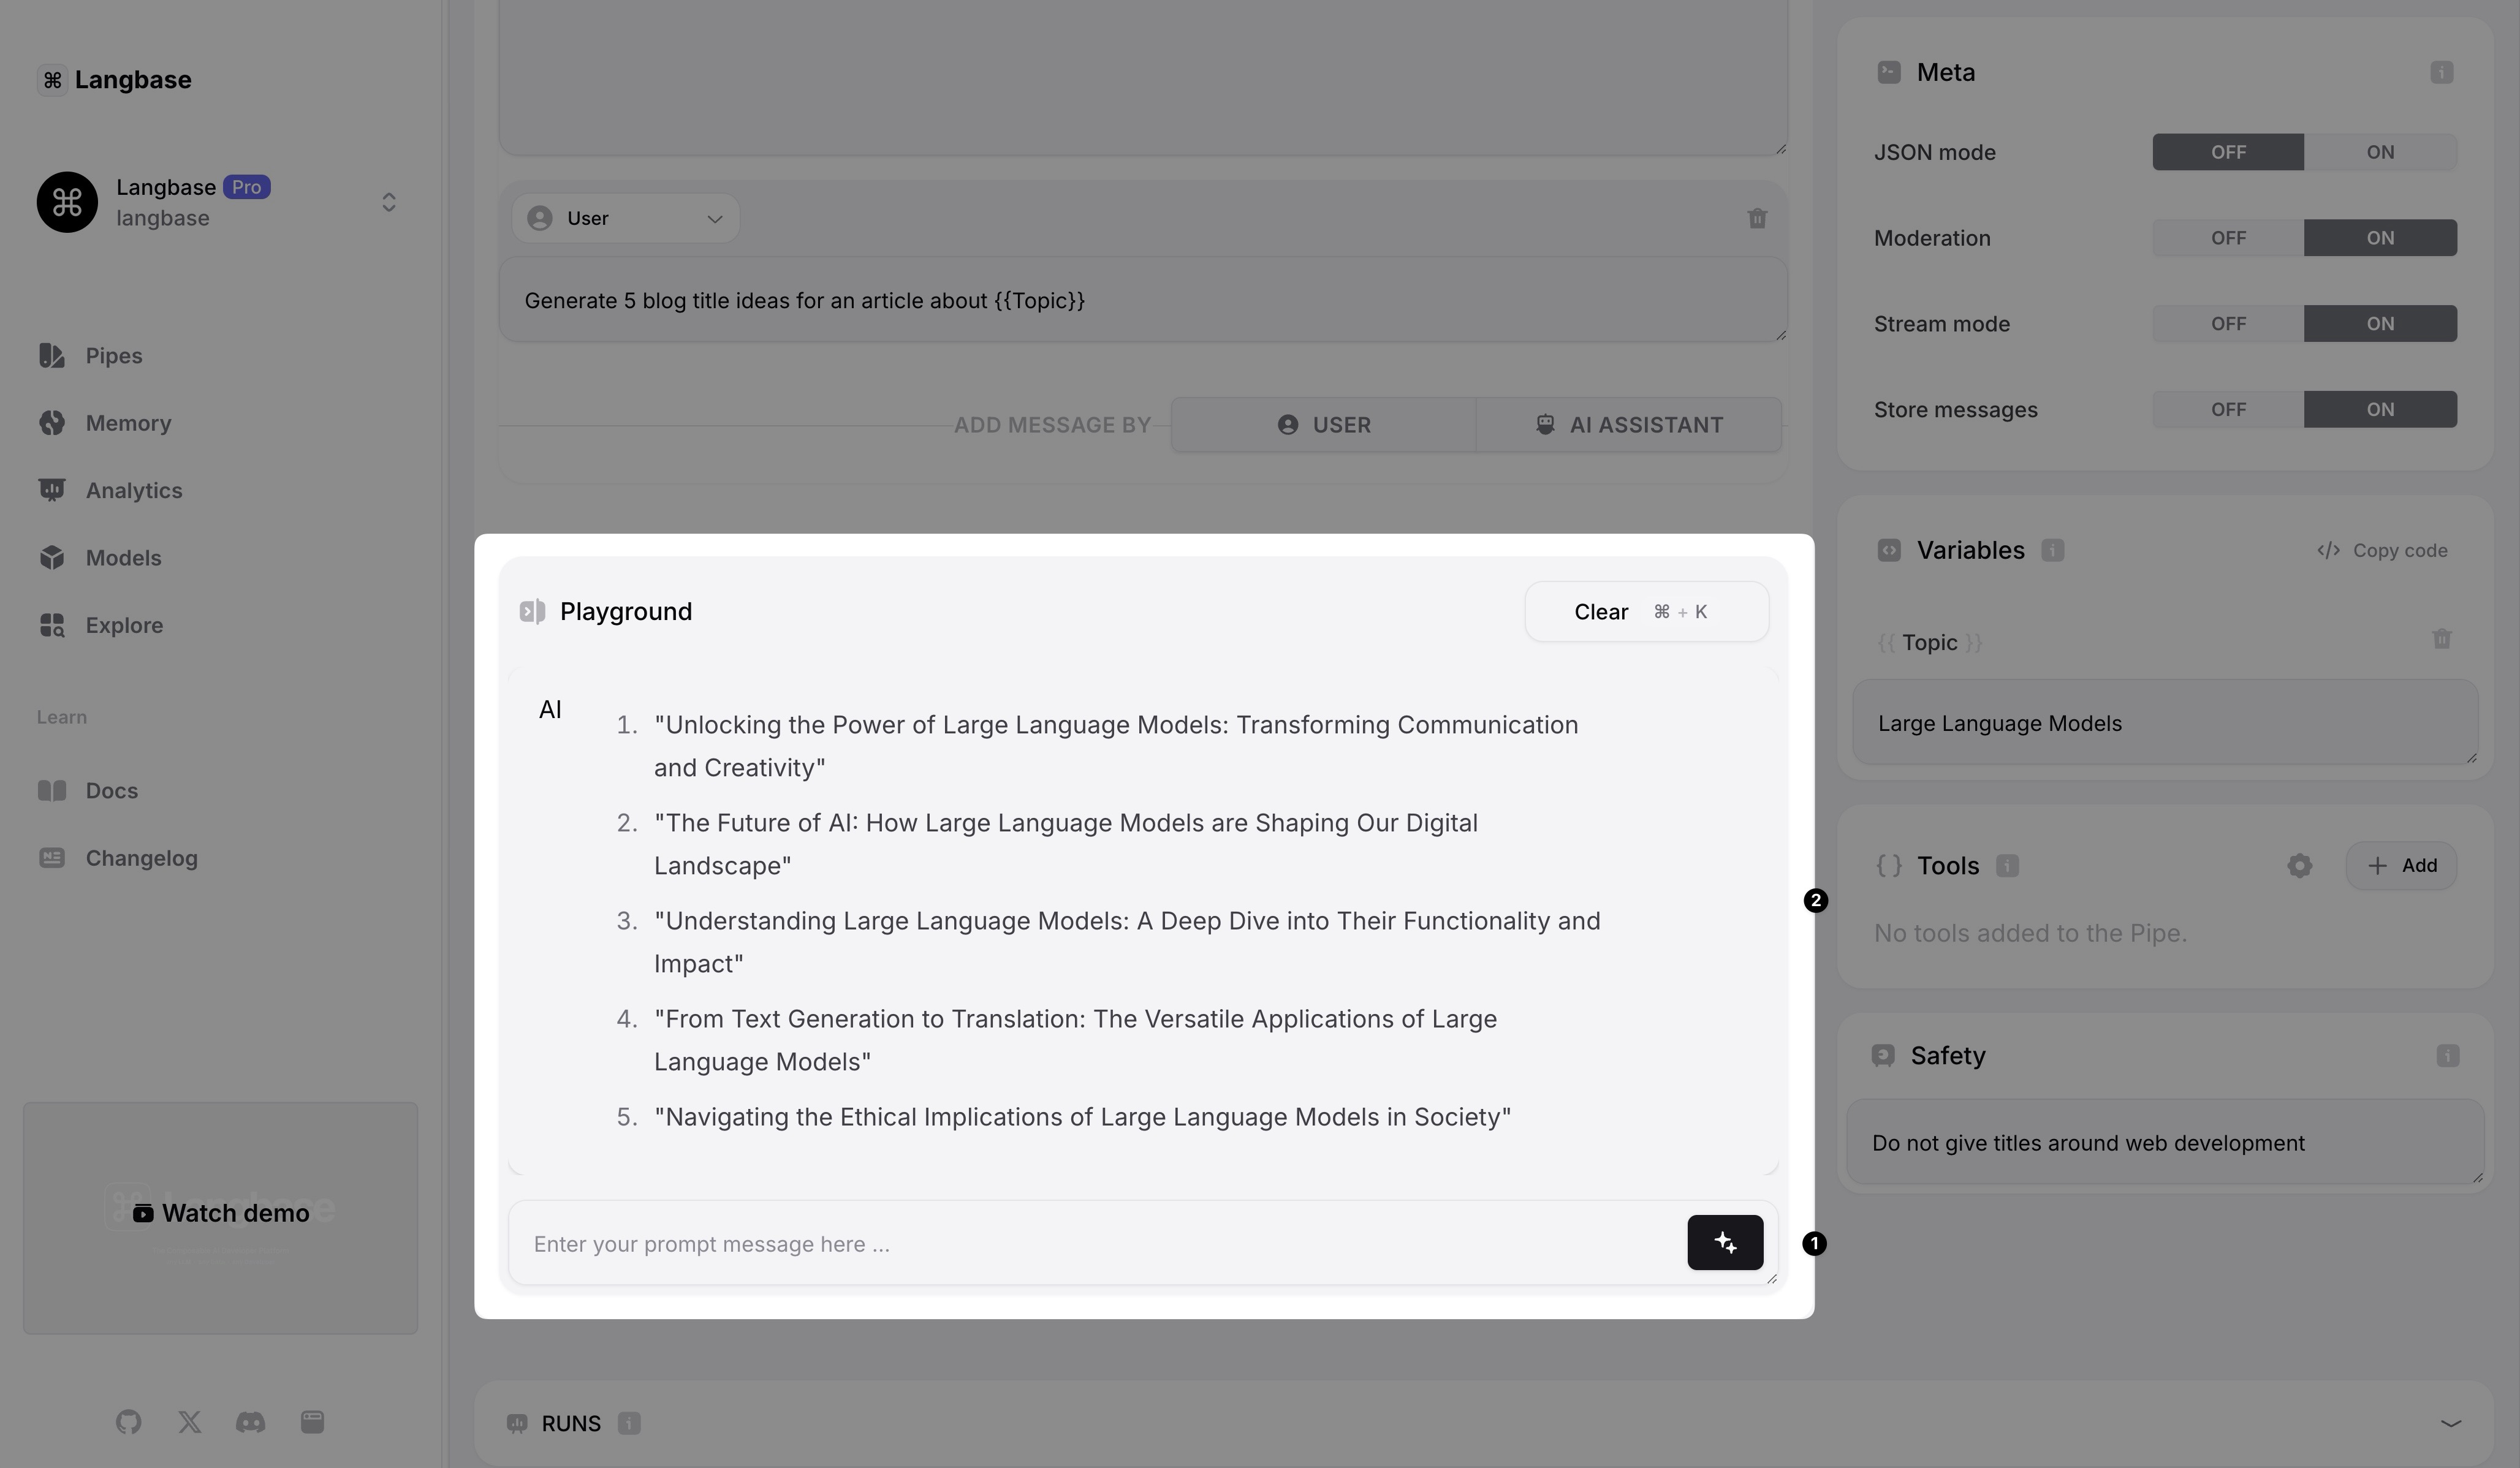 ⌘ Langbase
Langbase Pro
langbase
Pipes
Memory
Analytics
Models
Explore
Learn
Docs
Changelog
Watch demo
User
Generate 5 blog title ideas for an article about {{Topic}}
ADD MESSAGE BY
USER
AI ASSISTANT
Playground
Clear ⌘ + K
AI
1. "Unlocking the Power of Large Language Models: Transforming Communication
and Creativity"
2. "The Future of AI: How Large Language Models are Shaping Our Digital
Landscape"
3. "Understanding Large Language Models: A Deep Dive into Their Functionality and
Impact"
4. "From Text Generation to Translation: The Versatile Applications of Large
Language Models"
5. "Navigating the Ethical Implications of Large Language Models in Society"
2
Enter your prompt message here ...
1
RUNS
Meta
JSON mode OFF ON
Moderation OFF ON
Stream mode OFF ON
Store messages OFF ON
Variables
</> Copy code
{{ Topic }}
Large Language Models
{ } Tools
+ Add
No tools added to the Pipe.
Safety
Do not give titles around web development